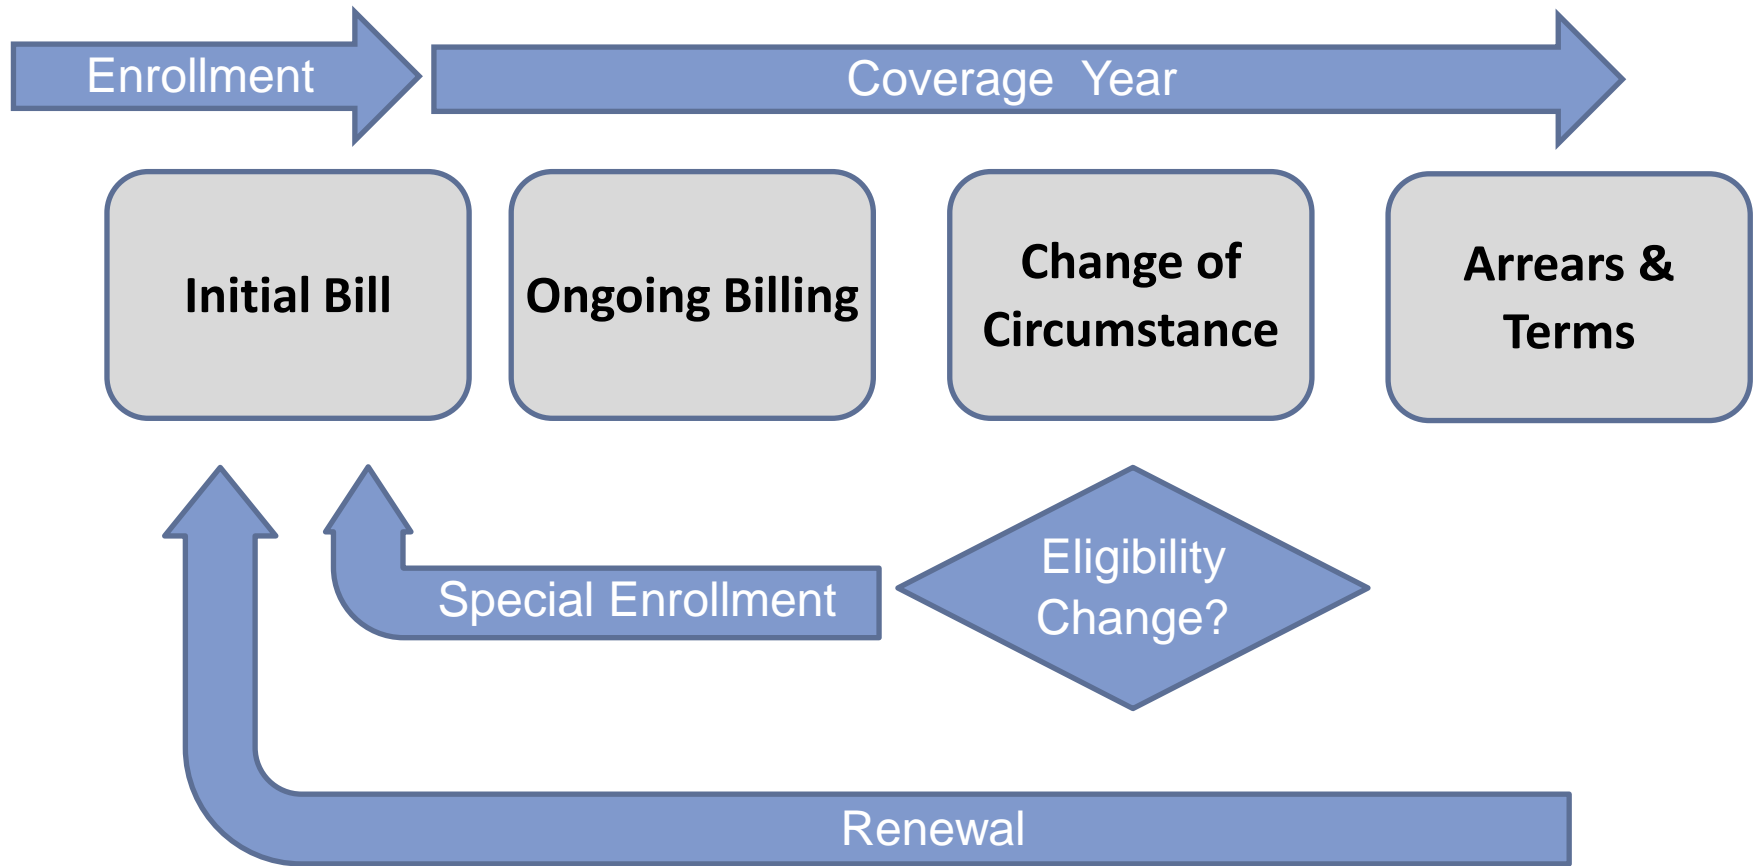 Enrollment
Coverage Year
Initial Bill
Ongoing Billing
Change of
Circumstance
Arrears &
Terms
Special Enrollment
Eligibility
Change?
Renewal